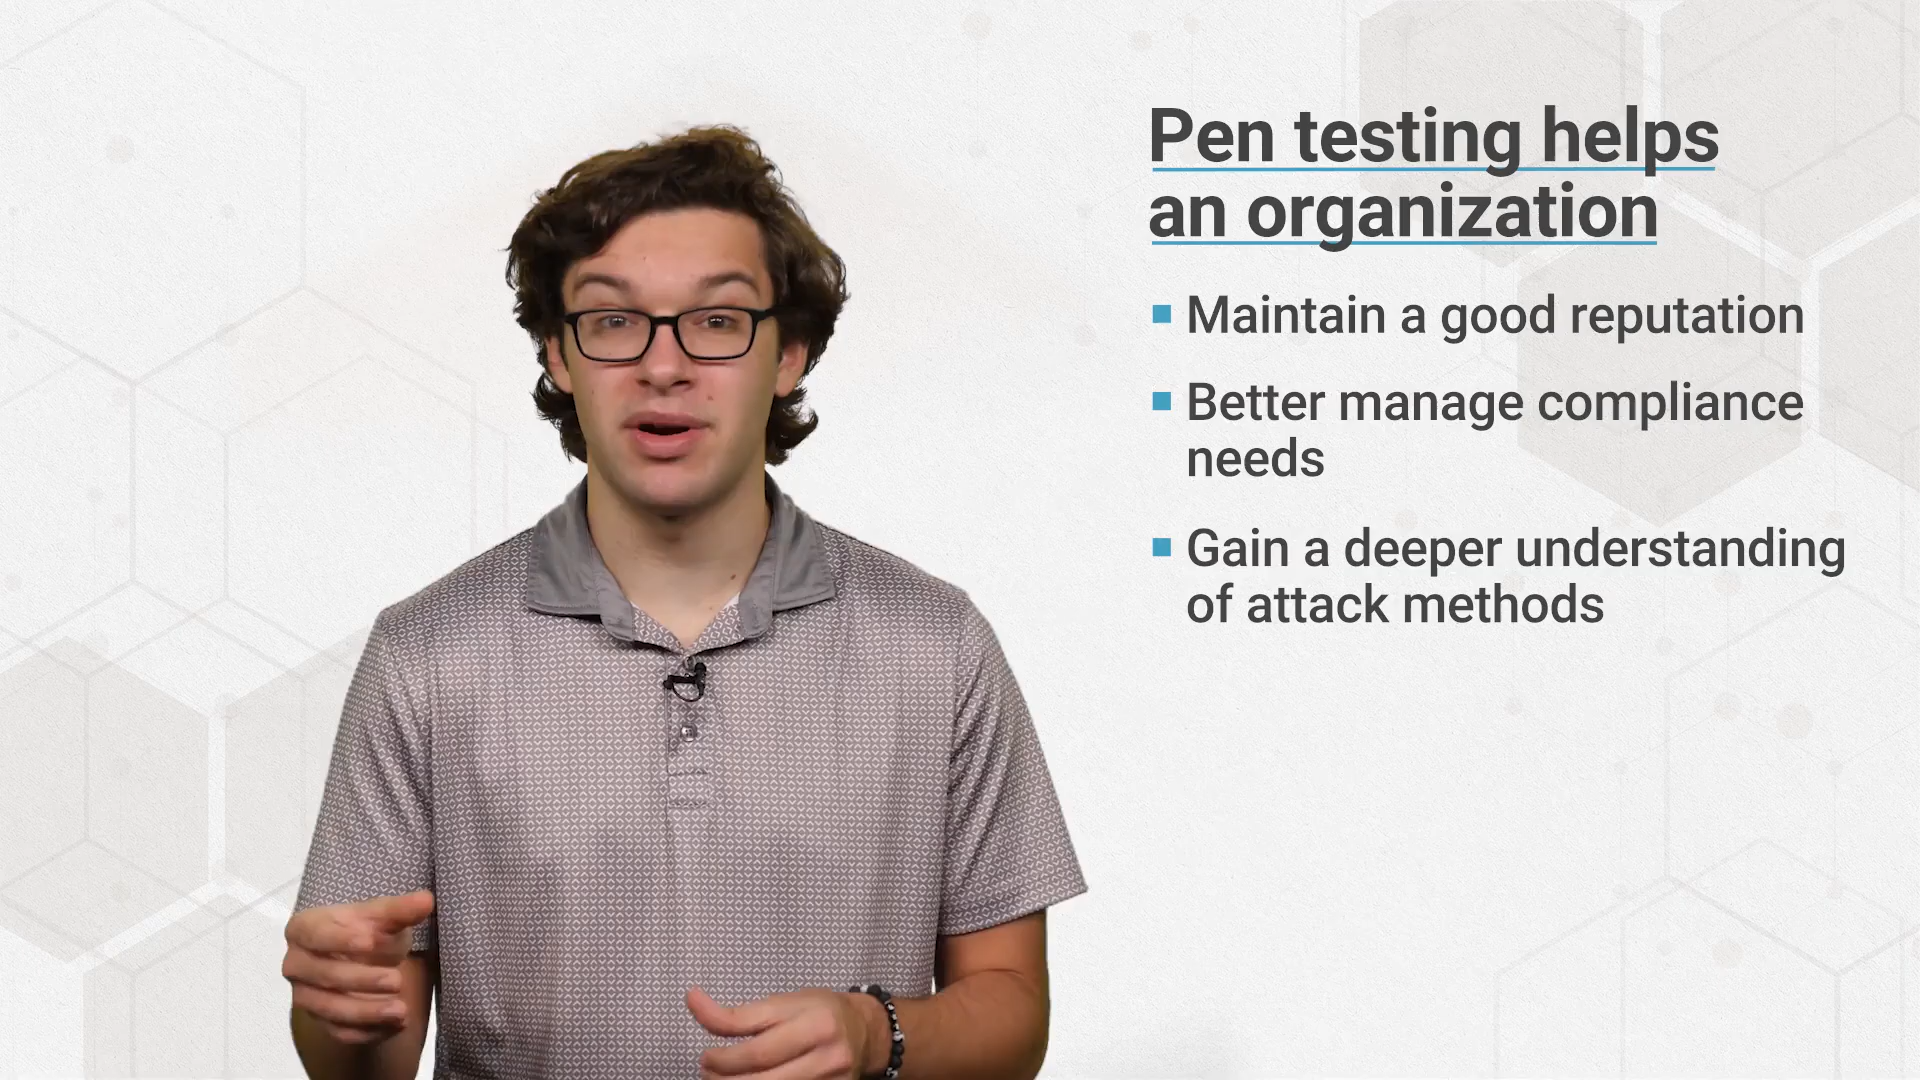 Pen testing helps
an organization
Maintain a good reputation
Better manage compliance
needs
Gain a deeper understanding
of attack methods